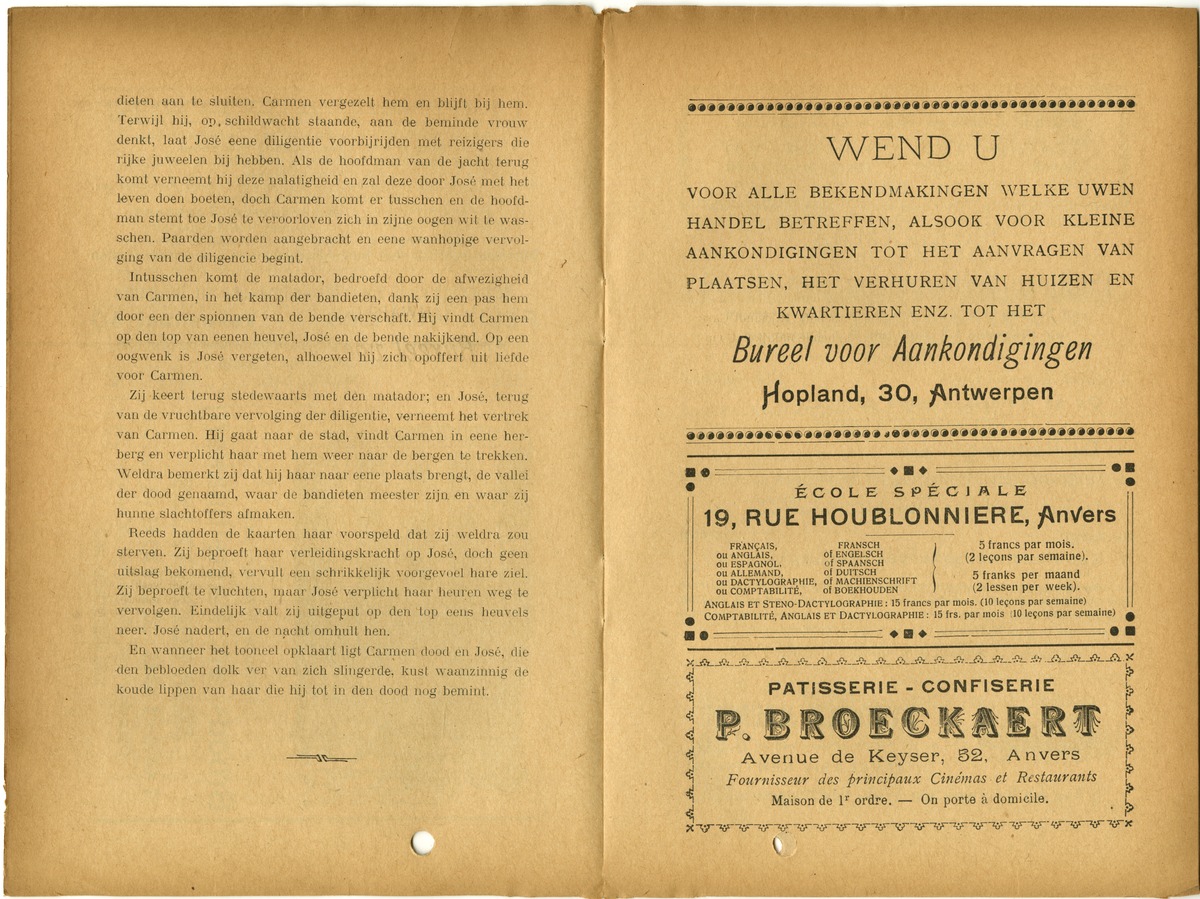 dieten aan te sluiten. Carmen vergezelt hem en blijft bij hem.
Terwijl hij, op, schildwacht staande, aan de beminde vrouw
denkt, laat José eene diligentie voorbijrijden met reizigers die
rijke juweelen bij hebben. Als de hoofdman van de jacht terug
komt verneemt hij deze nalatigheid en zal deze door José met het
leven doen boeten, doch Carmen komt er tusschen en de hoofd-
man stemt toe José te veroorloven zich in zijne oogen wit te was-
schen. Paarden worden aangebracht en eene wanhopige vervol-
ging van de diligencie begint.
Intusschen komt de matador, bedroefd door de afwezigheid
van Carmen, in het kamp der bandieten, dank zij een pas hem
door een der spionnen van de bende verschaft. Hij vindt Carmen
op den top van eenen heuvel, José en de bende nakijkend. Op een
oogwenk is José vergeten, alhoewel hij zich opoffert uit liefde
voor Carmen.
Zij keert terug stedewaarts met den matador; en José, terug
van de vruchtbare vervolging der diligentie, verneemt het vertrek
van Carmen. Hij gaat naar de stad, vindt Carmen in eene her-
berg en verplicht haar met hem weer naar de bergen te trekken.
Weldra bemerkt zij dat hij haar naar eene plaats brengt, de vallei
der dood genaamd, waar de bandieten meester zijn en waar zij
hunne slachtoffers afmaken.
Reeds hadden de kaarten haar voorspeld dat zij weldra zou
sterven. Zij beproeft haar verleidingskracht op José, doch geen
uitslag bekomend, vervult een schrikkelijk voorgevoel hare ziel.
Zij beproeft te vluchten, maar José verplicht haar heuren weg te
vervolgen. Eindelijk valt zij uitgeput op den top eens heuvels
neer. José nadert, en de nacht omhult hen.
En wanneer het tooneel opklaart ligt Carmen dood en José, die
den bebloeden dolk ver van zich slingerde, kust waanzinnig de
koude lippen van haar die hij tot in den dood nog bemint.
WEND U
VOOR ALLE BEKENDMAKINGEN WELKE UWEN
HANDEL BETREFFEN, ALSOOK VOOR KLEINE
AANKONDIGINGEN TOT HET AANVRAGEN VAN
PLAATSEN, HET VERHUREN VAN HUIZEN EN
KWARTIEREN ENZ. TOT HET
Bureel voor Aankondigingen
Hopland, 30, Antwerpen
ÉCOLE SPÉCIALE
19, RUE HOUBLONNIERE, Anvers
FRANÇAIS, FRANSCH
ou ANGLAIS, of ENGELSCH
ou ESPAGNOL, of SPAANSCH
ou ALLEMAND, of DUITSCH
ou DACTYLOGRAPHIE, of MACHIENSCHRIFT
ou COMPTABILITÉ, of BOEKHOUDEN
5 francs par mois.
(2 leçons par semaine).
5 franks per maand
(2 lessen per week).
ANGLAIS ET STENO-DACTYLOGRAPHIE : 15 francs par mois. (10 leçons par semaine)
COMPTABILITÉ, ANGLAIS ET DACTYLOGRAPHIE : 15 frs. par mois (10 leçons par semaine)
PATISSERIE - CONFISERIE
P. BROECKAERT
Avenue de Keyser, 52, Anvers
Fournisseur des principaux Cinémas et Restaurants
Maison de 1r ordre. — On porte à domicile.